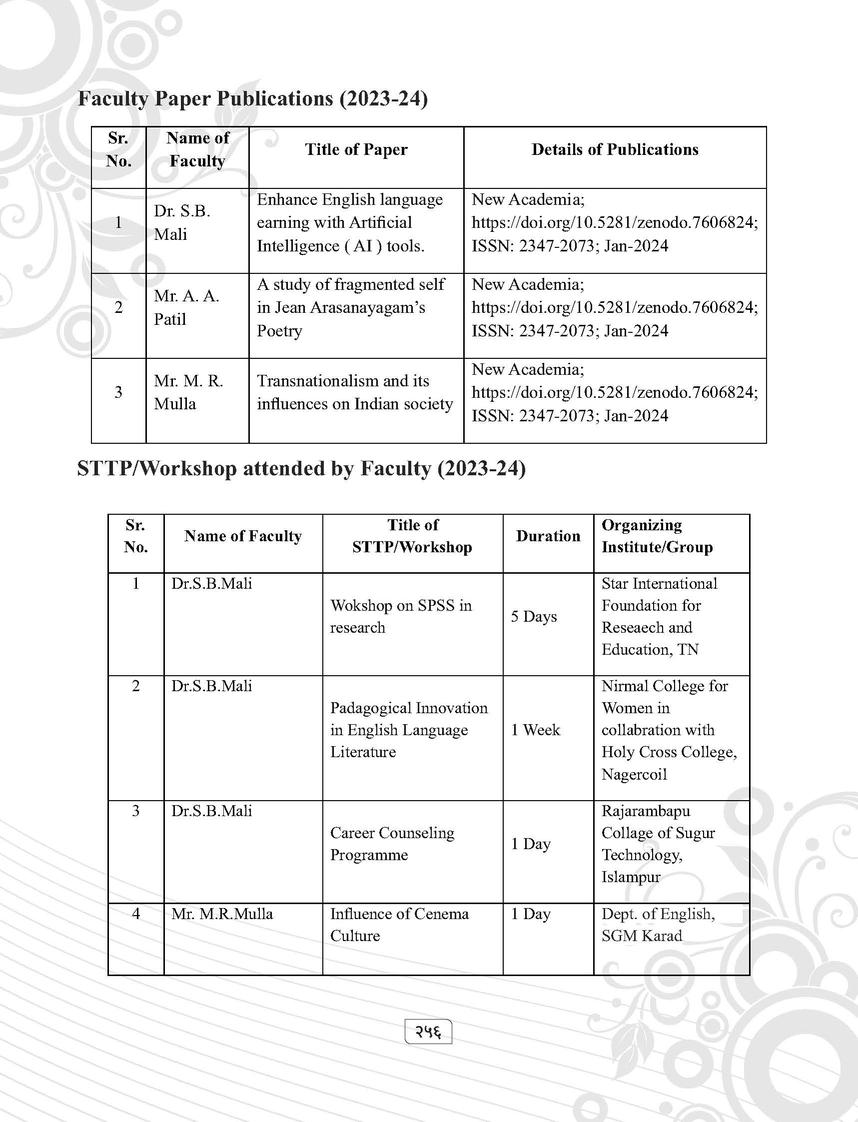 Faculty Paper Publications (2023-24)
Sr.
No.
Name of
Faculty
Title of Paper
Details of Publications
1
Dr. S.B.
Mali
Enhance English language
earning with Artificial
Intelligence ( AI ) tools.
New Academia;
https://doi.org/10.5281/zenodo.7606824;
ISSN: 2347-2073; Jan-2024
2
Mr. A. A.
Patil
A study of fragmented self
in Jean Arasanayagam’s
Poetry
New Academia;
https://doi.org/10.5281/zenodo.7606824;
ISSN: 2347-2073; Jan-2024
3
Mr. M. R.
Mulla
Transnationalism and its
influences on Indian society
New Academia;
https://doi.org/10.5281/zenodo.7606824;
ISSN: 2347-2073; Jan-2024
STTP/Workshop attended by Faculty (2023-24)
Sr.
No.
Name of Faculty
Title of
STTP/Workshop
Duration
Organizing
Institute/Group
1
Dr.S.B.Mali
Wokshop on SPSS in
research
5 Days
Star International
Foundation for
Reseaech and
Education, TN
2
Dr.S.B.Mali
Padagogical Innovation
in English Language
Literature
1 Week
Nirmal College for
Women in
collabration with
Holy Cross College,
Nagercoil
3
Dr.S.B.Mali
Career Counseling
Programme
1 Day
Rajarambapu
Collage of Sugur
Technology,
Islampur
4
Mr. M.R.Mulla
Influence of Cenema
Culture
1 Day
Dept. of English,
SGM Karad
२५६